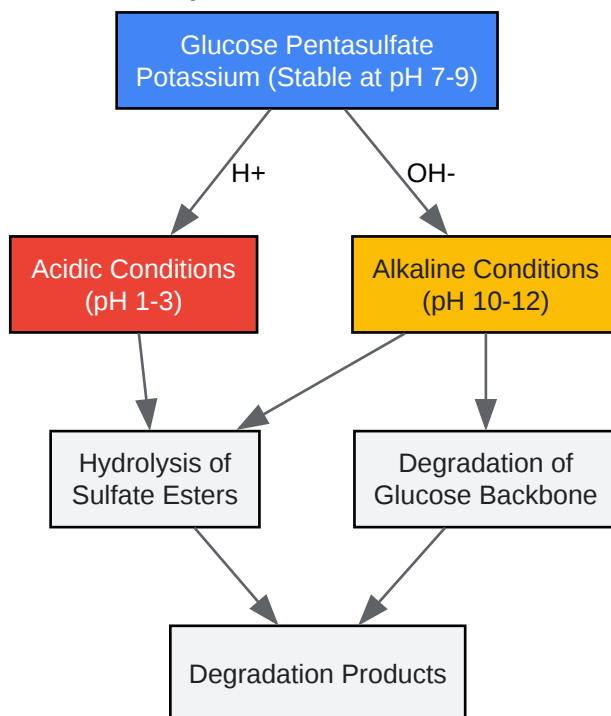 Glucose Pentasulfate
Potassium (Stable at pH 7-9)
H+
OH-
Acidic Conditions
(pH 1-3)
Alkaline Conditions
(pH 10-12)
Hydrolysis of
Sulfate Esters
Degradation of
Glucose Backbone
Degradation Products